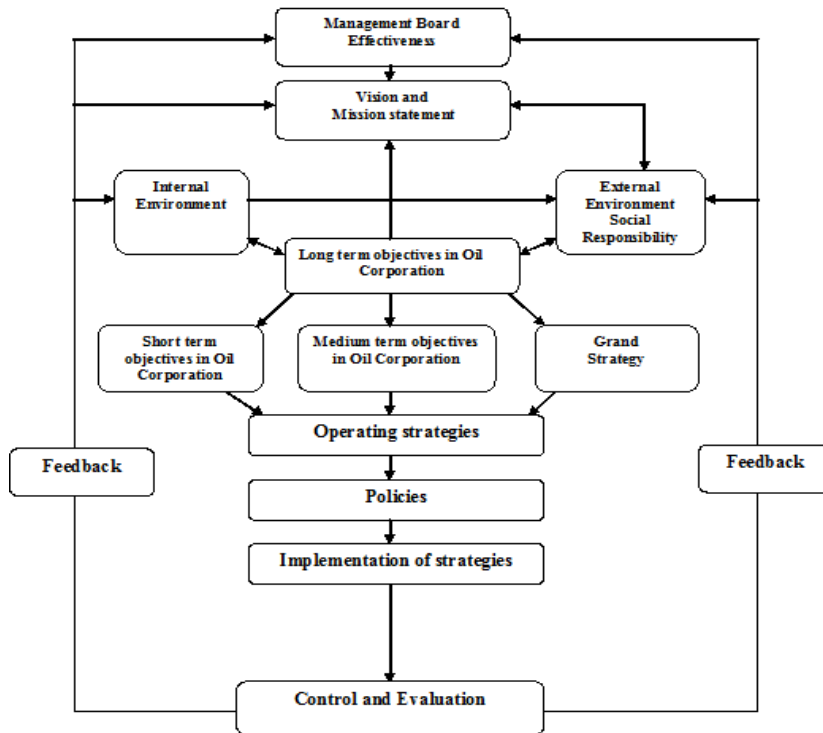 Management Board
Effectiveness
Vision and
Mission statement
Internal
Environment
External
Environment
Social
Responsibility
Long term objectives in Oil
Corporation
Short term
objectives in Oil
Corporation
Medium term objectives
in Oil Corporation
Grand
Strategy
Operating strategies
Feedback
Feedback
Policies
Implementation of strategies
Control and Evaluation